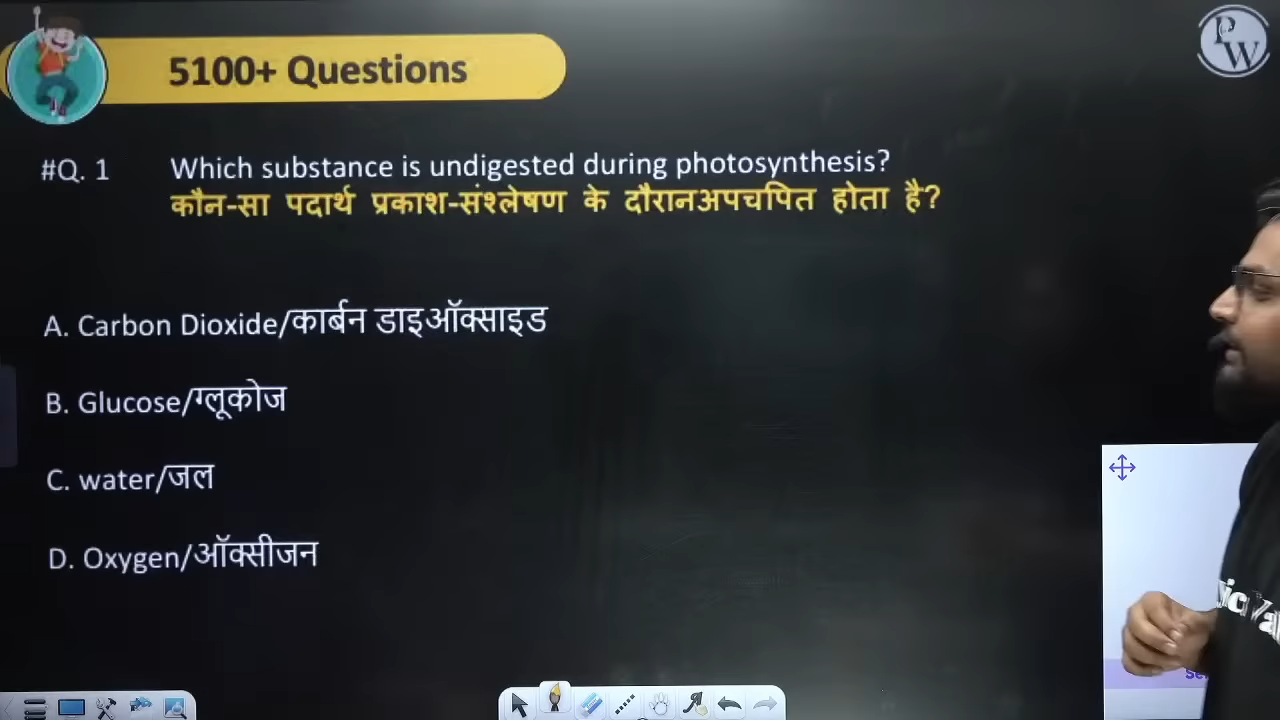 5100+ Questions
PW
#Q. 1 Which substance is undigested during photosynthesis?
कौन-सा पदार्थ प्रकाश-संश्लेषण के दौरानअपचपित होता है?
A. Carbon Dioxide/कार्बन डाइऑक्साइड
B. Glucose/ग्लूकोज
C. water/जल
D. Oxygen/ऑक्सीजन